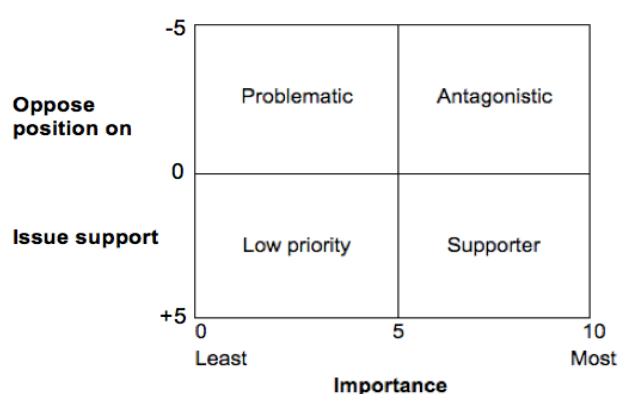 -5
Problematic
Antagonistic
Oppose
position on
0
Issue support
Low priority
Supporter
+5
0
5
10
Least
Most
Importance